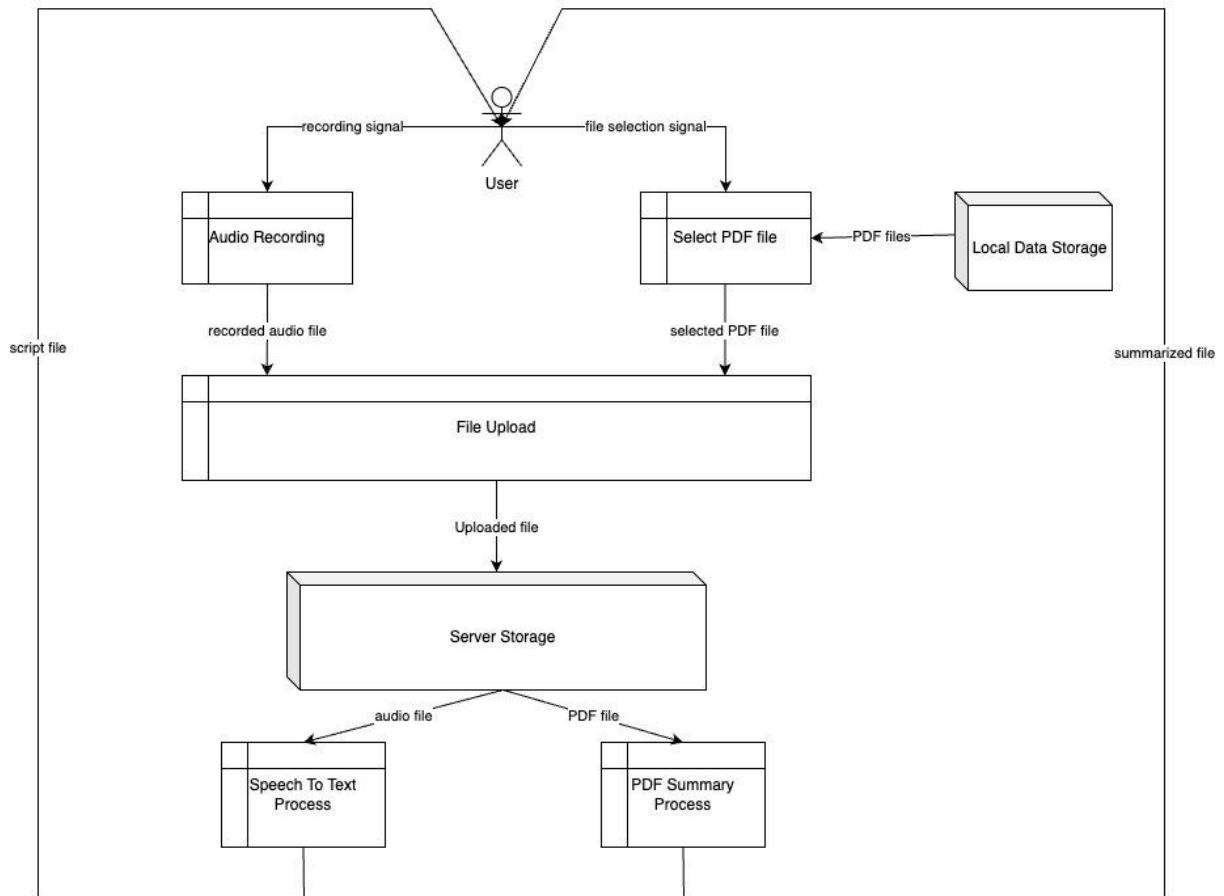 recording signal
file selection signal
User
Audio Recording
Select PDF file
PDF files
Local Data Storage
recorded audio file
selected PDF file
script file
summarized file
File Upload
Uploaded file
Server Storage
audio file
PDF file
Speech To Text
Process
PDF Summary
Process